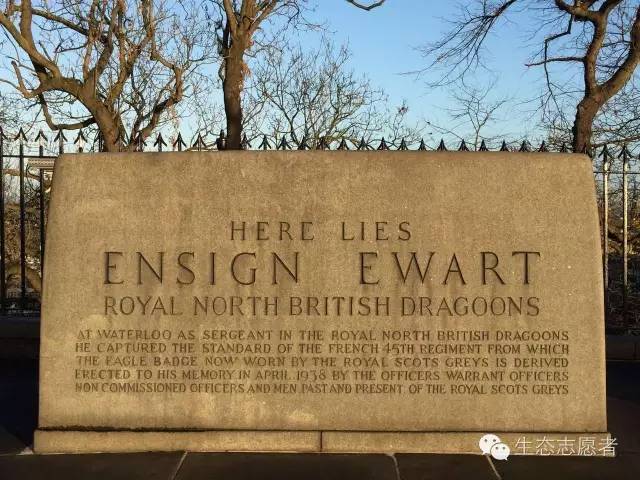 HERE LIES
ENSIGN EWART
ROYAL NORTH BRITISH DRAGOONS
AT WATERLOO AS SERGEANT IN THE ROYAL NORTH BRITISH DRAGOONS
HE CAPTURED THE STANDARD OF THE FRENCH 45TH REGIMENT FROM WHICH
THE EAGLE BADGE NOW WORN BY THE ROYAL SCOTS GREYS IS DERIVED
ERECTED TO HIS MEMORY IN APRIL 1938 BY THE OFFICERS WARRANT OFFICERS
NON COMMISSIONED OFFICERS AND MEN PAST AND PRESENT OF THE ROYAL SCOTS GREYS
生态志愿者